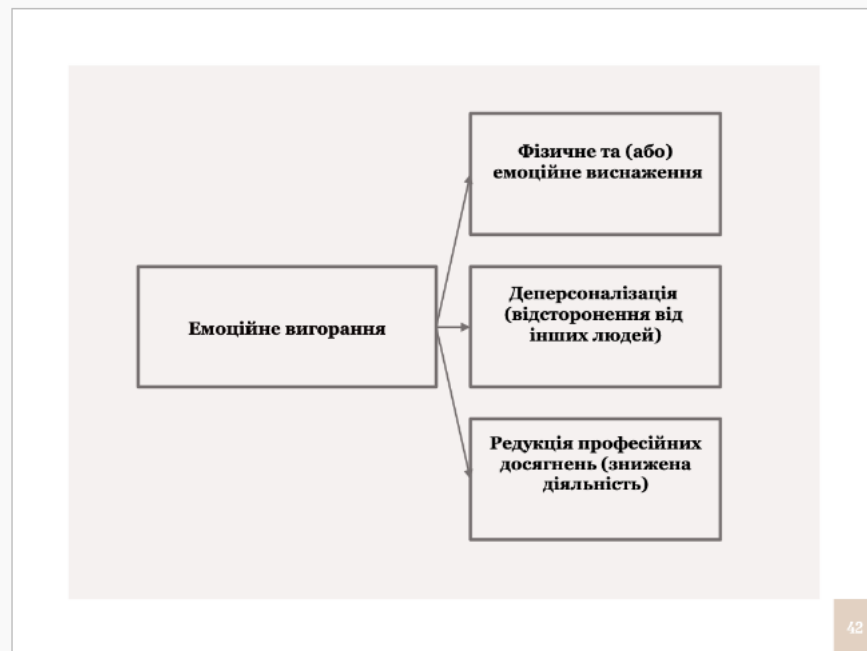 Фізичне та (або)
емоційне виснаження
Емоційне вигорання
Деперсоналізація
(відсторонення від
інших людей)
Редукція професійних
досягнень (знижена
діяльність)
42